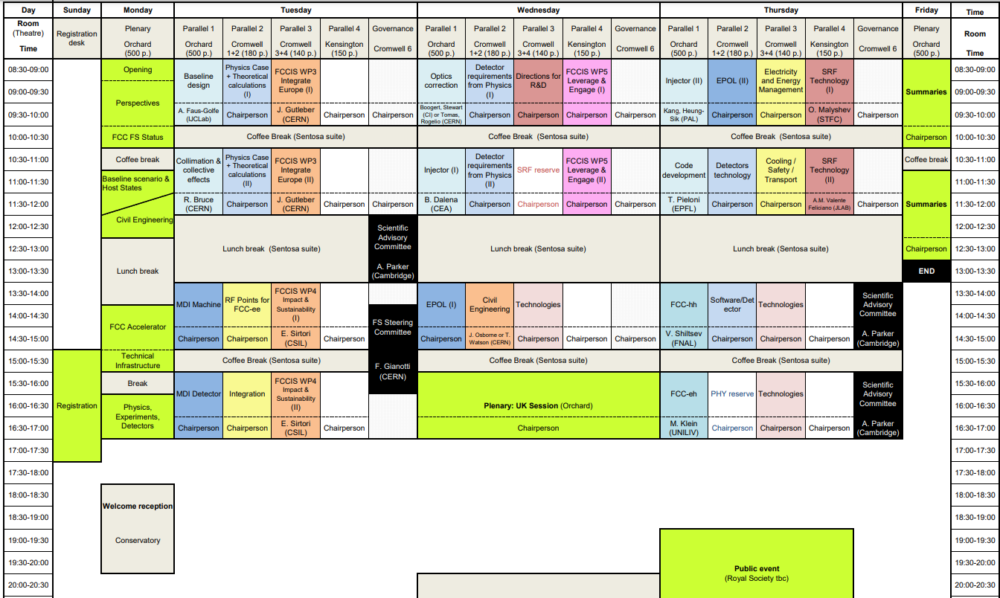 Day Sunday Monday Tuesday Wednesday Thursday Friday Time
Room
(Theatre)
Time
Registration
desk
Plenary
Orchard
(500 p.)
Parallel 1
Orchard
(500 p.)
Parallel 2
Cromwell
1+2 (180 p.)
Parallel 3
Cromwell
3+4 (140 p.)
Parallel 4
Kensington
(150 p.)
Governance
Cromwell 6
Parallel 1
Orchard
(500 p.)
Parallel 2
Cromwell
1+2 (180 p.)
Parallel 3
Cromwell
3+4 (140 p.)
Parallel 4
Kensington
(150 p.)
Governance
Cromwell 6
Parallel 1
Orchard
(500 p.)
Parallel 2
Cromwell
1+2 (180 p.)
Parallel 3
Cromwell
3+4 (140 p.)
Parallel 4
Kensington
(150 p.)
Governance
Cromwell 6
Plenary
Orchard
(500 p.)
Room
Time
08:30-09:00
09:00-09:30
09:30-10:00
10:00-10:30
10:30-11:00
11:00-11:30
11:30-12:00
12:00-12:30
12:30-13:00
13:00-13:30
13:30-14:00
14:00-14:30
14:30-15:00
15:00-15:30
15:30-16:00
16:00-16:30
16:30-17:00
17:00-17:30
17:30-18:00
18:00-18:30
18:30-19:00
19:00-19:30
19:30-20:00
20:00-20:30
Registration
Opening
Perspectives
FCC FS Status
Coffee break
Baseline scenario &
Host States
Civil Engineering
Lunch break
FCC Accelerator
Technical
Infrastructure
Break
Physics,
Experiments,
Detectors
Welcome reception
Conservatory
Baseline
design
A. Faus-Golfe
(IJCLab)
Physics Case
+ Theoretical
calculations
(I)
Chairperson
FCCIS WP3
Integrate
Europe (I)
J. Gutleber
(CERN)
Chairperson
Chairperson
Coffee Break (Sentosa suite)
Collimation &
collective
effects
R. Bruce
(CERN)
Physics Case
+ Theoretical
calculations
(II)
Chairperson
FCCIS WP3
Integrate
Europe (II)
J. Gutleber
(CERN)
Chairperson
Chairperson
Lunch break (Sentosa suite)
Scientific
Advisory
Committee
A. Parker
(Cambridge)
MDI Machine
Chairperson
RF Points for
FCC-ee
Chairperson
FCCIS WP4
Impact &
Sustainability
(I)
E. Sirtori
(CSIL)
Chairperson
FS Steering
Committee
F. Gianotti
(CERN)
Coffee Break (Sentosa suite)
MDI Detector
Chairperson
Integration
Chairperson
FCCIS WP4
Impact &
Sustainability
(II)
E. Sirtori
(CSIL)
Chairperson
Optics
correction
Boogert, Stewart
(CI) or Tomas,
Rogelio (CERN)
Detector
requirements
from Physics
(I)
Chairperson
Directions for
R&D
Chairperson
FCCIS WP5
Leverage &
Engage (I)
Chairperson
Chairperson
Coffee Break (Sentosa suite)
Injector (I)
B. Dalena
(CEA)
Detector
requirements
from Physics
(II)
Chairperson
SRF reserve
Chairperson
FCCIS WP5
Leverage &
Engage (II)
Chairperson
Chairperson
Lunch break (Sentosa suite)
EPOL (I)
Chairperson
Civil
Engineering
J. Osborne or T.
Watson (CERN)
Technologies
Chairperson
Chairperson
Chairperson
Coffee Break (Sentosa suite)
Plenary: UK Session (Orchard)
Chairperson
Injector (II)
Kang, Heung-
Sik (PAL)
EPOL (II)
Chairperson
Electricity
and Energy
Management
Chairperson
SRF
Technology
(I)
O. Malyshev
(STFC)
Chairperson
Coffee Break (Sentosa suite)
Code
development
T. Pieloni
(EPFL)
Detectors
technology
Chairperson
Cooling /
Safety /
Transport
Chairperson
SRF
Technology
(II)
A.M. Valente
Feliciano (JLAB)
Chairperson
Lunch break (Sentosa suite)
FCC-hh
V. Shiltsev
(FNAL)
Software/Det
ector
Chairperson
Technologies
Chairperson
Chairperson
Scientific
Advisory
Committee
A. Parker
(Cambridge)
Coffee Break (Sentosa suite)
FCC-eh
M. Klein
(UNILIV)
PHY reserve
Chairperson
Technologies
Chairperson
Chairperson
Scientific
Advisory
Committee
A. Parker
(Cambridge)
Public event
(Royal Society tbc)
Summaries
Chairperson
Coffee break
Summaries
Chairperson
END
08:30-09:00
09:00-09:30
09:30-10:00
10:00-10:30
10:30-11:00
11:00-11:30
11:30-12:00
12:00-12:30
12:30-13:00
13:00-13:30
13:30-14:00
14:00-14:30
14:30-15:00
15:00-15:30
15:30-16:00
16:00-16:30
16:30-17:00
17:00-17:30
17:30-18:00
18:00-18:30
18:30-19:00
19:00-19:30
19:30-20:00
20:00-20:30